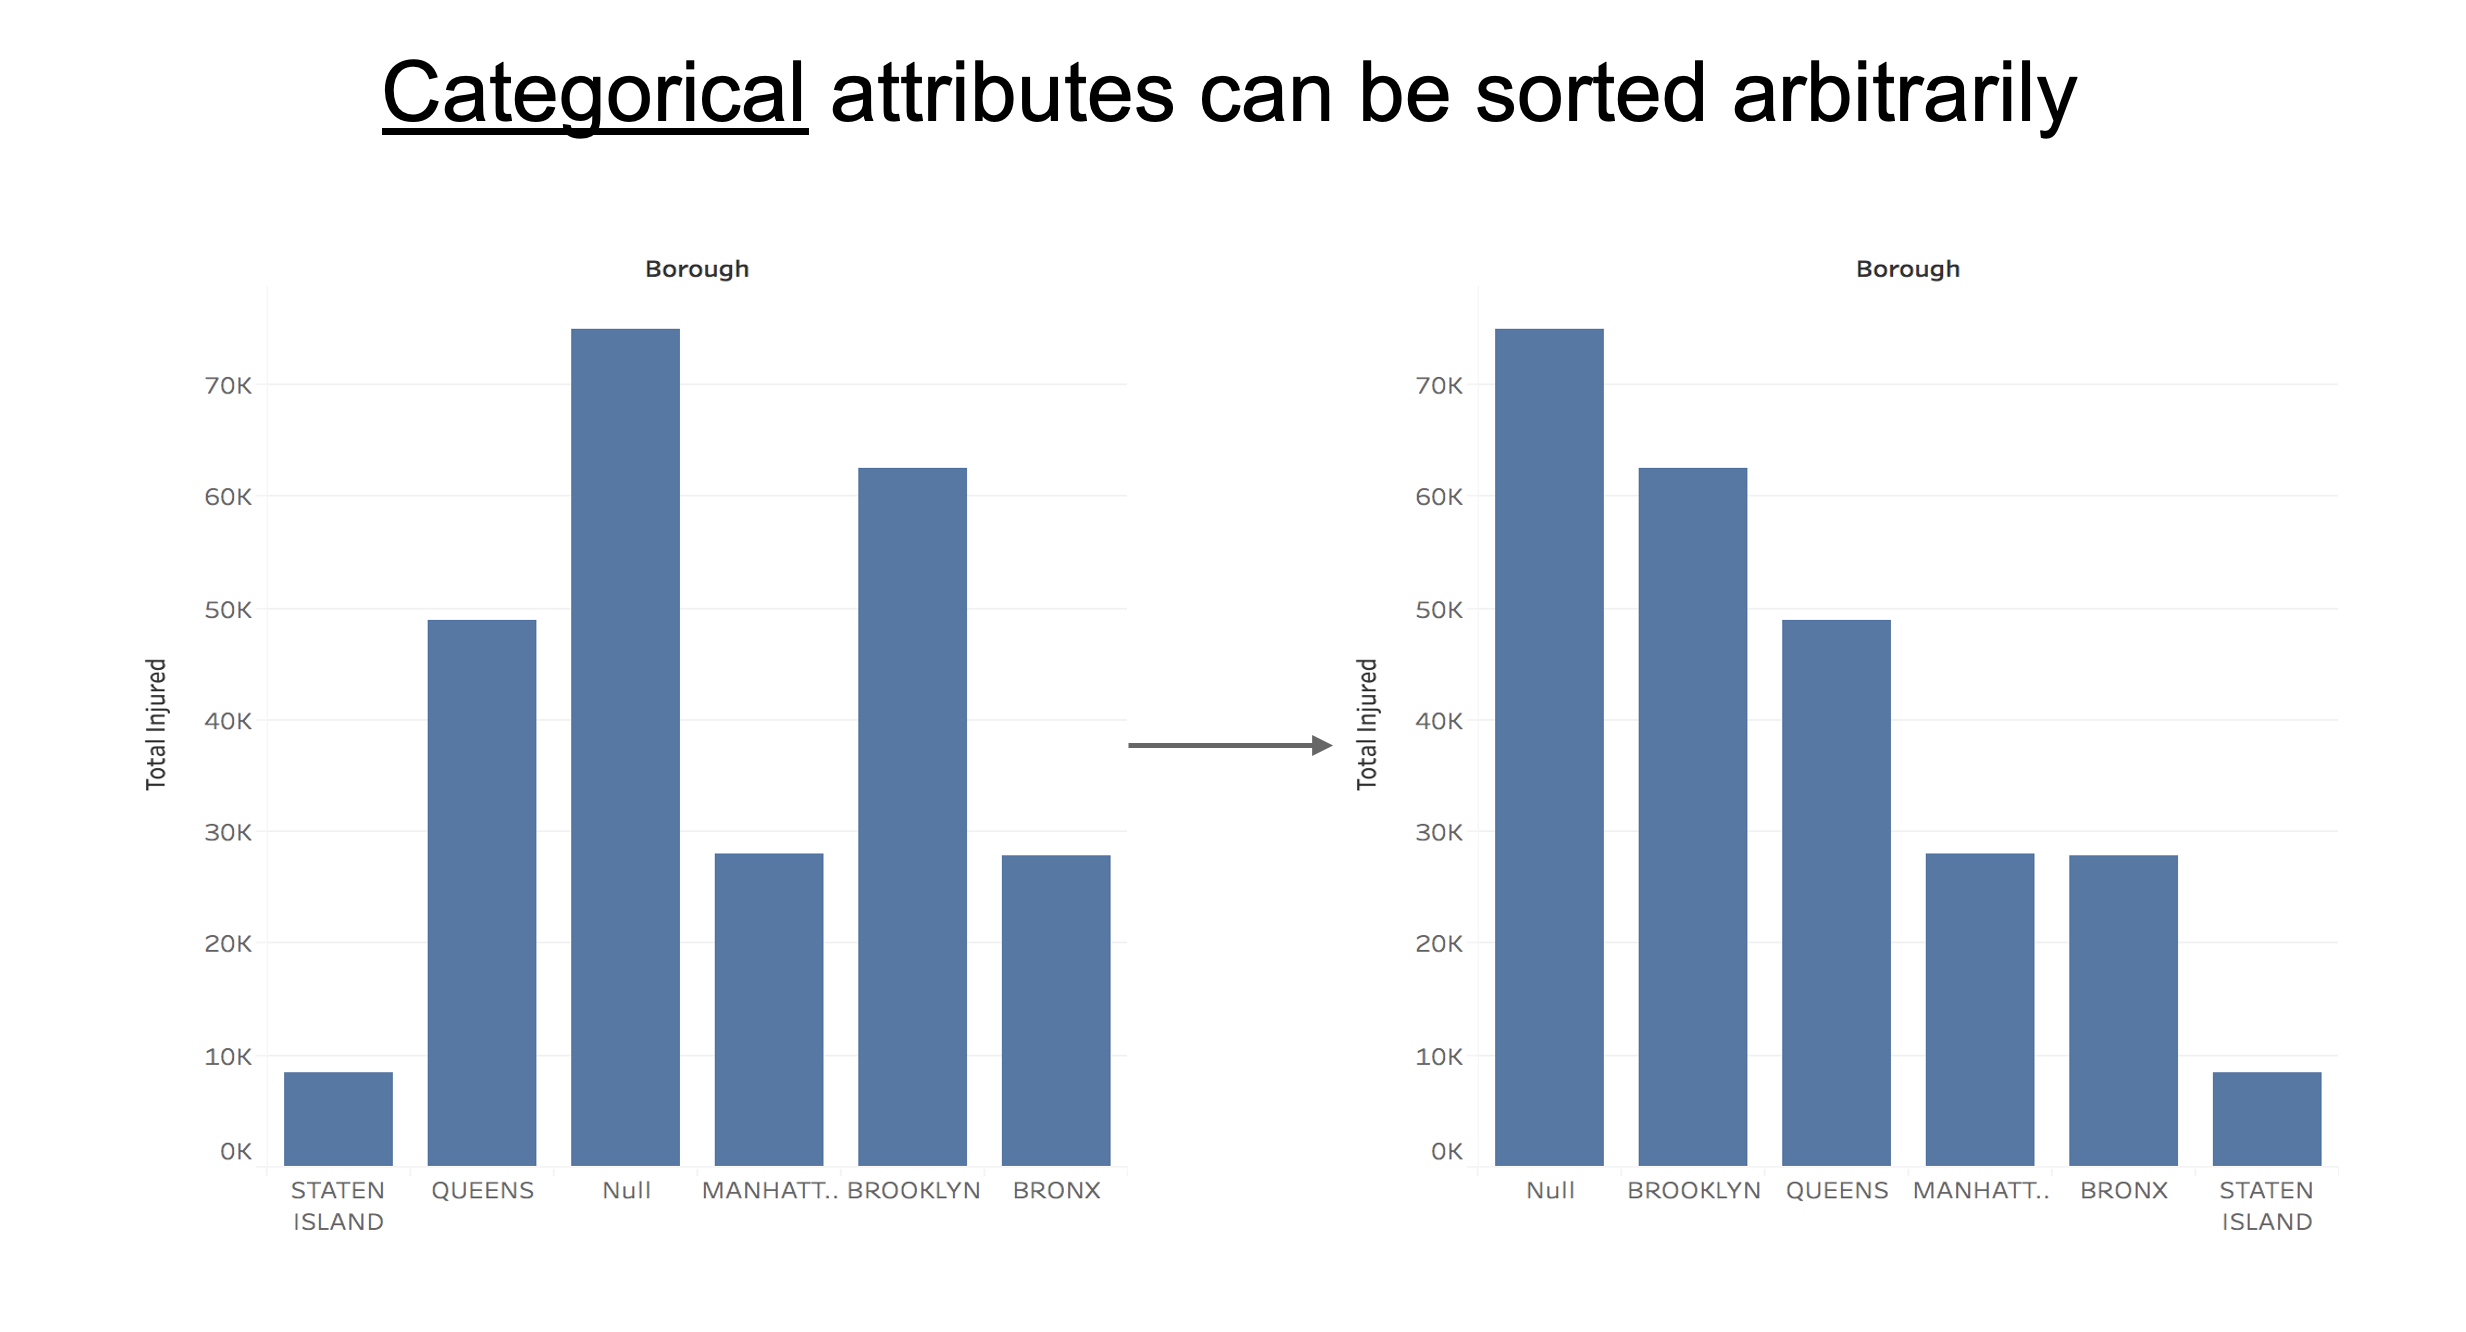 Categorical attributes can be sorted arbitrarily
Borough
70K
60K
50K
40K
30K
20K
10K
0K
Total Injured
STATEN ISLAND
QUEENS
Null
MANHATT..
BROOKLYN
BRONX
Borough
70K
60K
50K
40K
30K
20K
10K
0K
Total Injured
Null
BROOKLYN
QUEENS
MANHATT..
BRONX
STATEN ISLAND